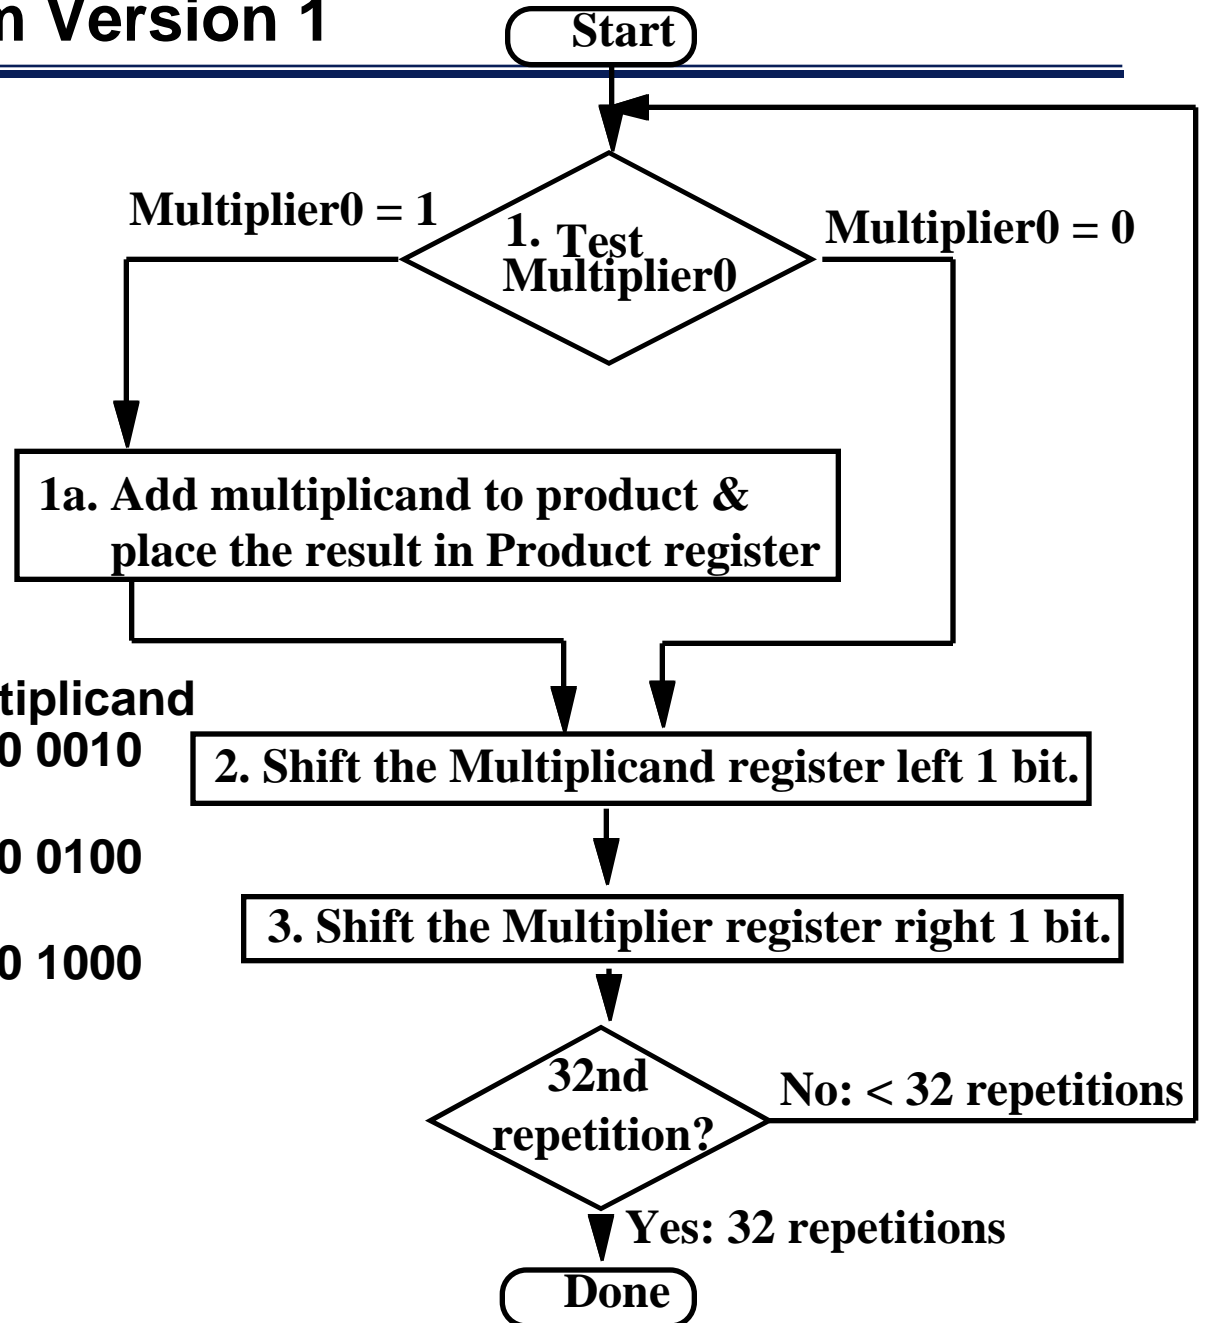 m Version 1
Start
Multiplier0 = 1
1. Test
Multiplier0
Multiplier0 = 0
1a. Add multiplicand to product &
place the result in Product register
tiplicand
0 0010
2. Shift the Multiplicand register left 1 bit.
0 0100
3. Shift the Multiplier register right 1 bit.
0 1000
32nd
repetition?
No: < 32 repetitions
Yes: 32 repetitions
Done